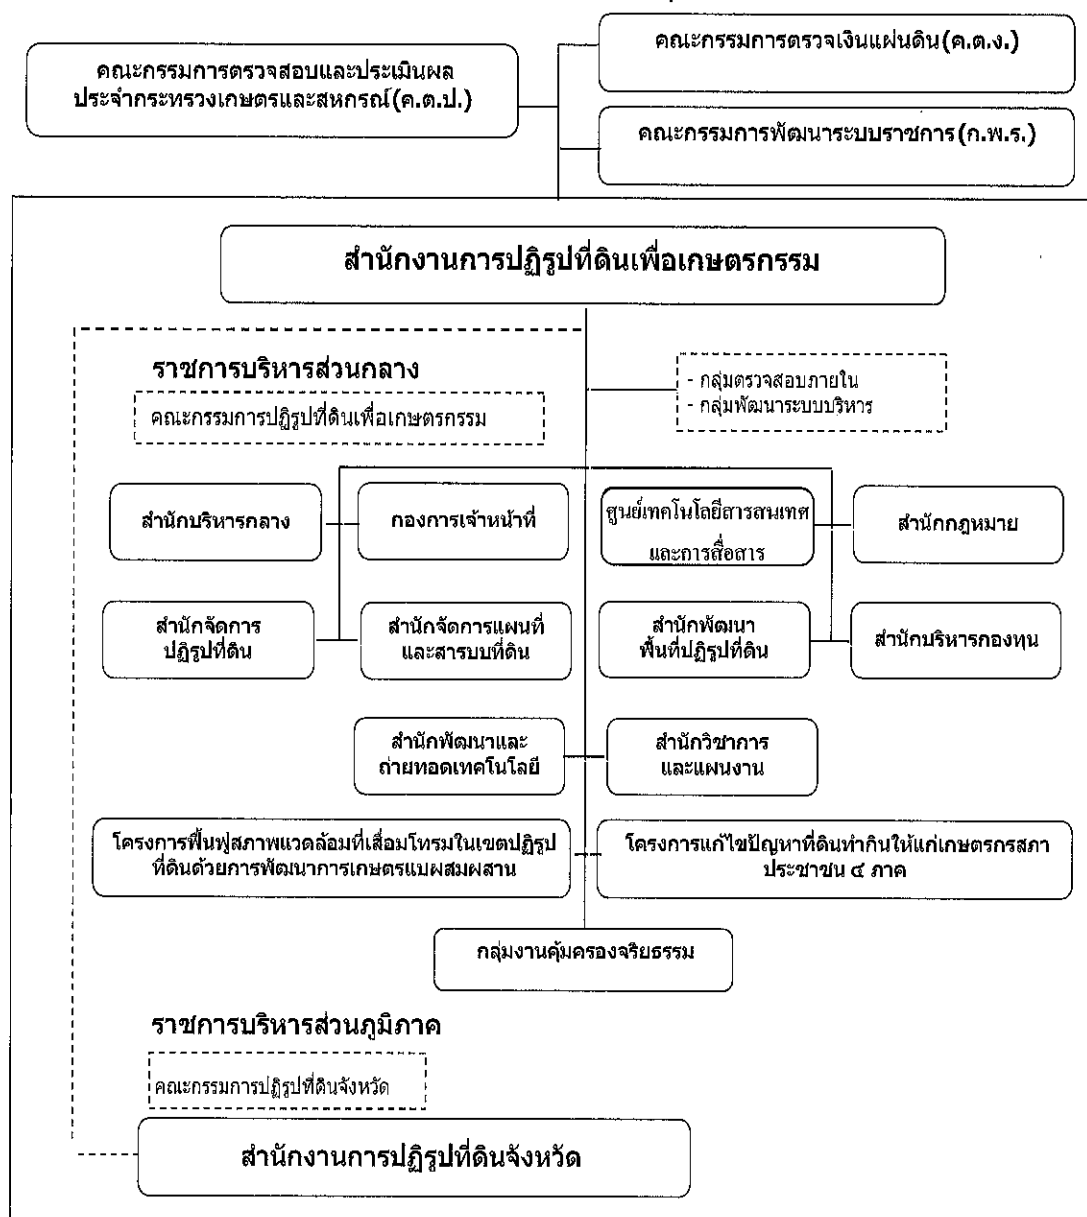 คณะกรรมการตรวจสอบและประเมินผล
ประจำกระทรวงเกษตรและสหกรณ์(ค.ต.ป.)
คณะกรรมการตรวจเงินแผ่นดิน(ค.ต.ง.)
คณะกรรมการพัฒนาระบบราชการ(ก.พ.ร.)
สำนักงานการปฏิรูปที่ดินเพื่อเกษตรกรรม
ราชการบริหารส่วนกลาง
คณะกรรมการปฏิรูปที่ดินเพื่อเกษตรกรรม
- กลุ่มตรวจสอบภายใน
- กลุ่มพัฒนาระบบบริหาร
สำนักบริหารกลาง
กองการเจ้าหน้าที่
ศูนย์เทคโนโลยีสารสนเทศ
และการสื่อสาร
สำนักกฎหมาย
สำนักจัดการ
ปฏิรูปที่ดิน
สำนักจัดการแผนที่
และสารบบที่ดิน
สำนักพัฒนา
พื้นที่ปฏิรูปที่ดิน
สำนักบริหารกองทุน
สำนักพัฒนาและ
ถ่ายทอดเทคโนโลยี
สำนักวิชาการ
และแผนงาน
โครงการฟื้นฟูสภาพแวดล้อมที่เสื่อมโทรมในเขตปฏิรูป
ที่ดินด้วยการพัฒนาการเกษตรแบผสมผสาน
โครงการแก้ไขปัญหาที่ดินทำกินให้แก่เกษตรกรสภา
ประชาชน ๔ ภาค
กลุ่มงานคุ้มครองจริยธรรม
ราชการบริหารส่วนภูมิภาค
คณะกรรมการปฏิรูปที่ดินจังหวัด
สำนักงานการปฏิรูปที่ดินจังหวัด